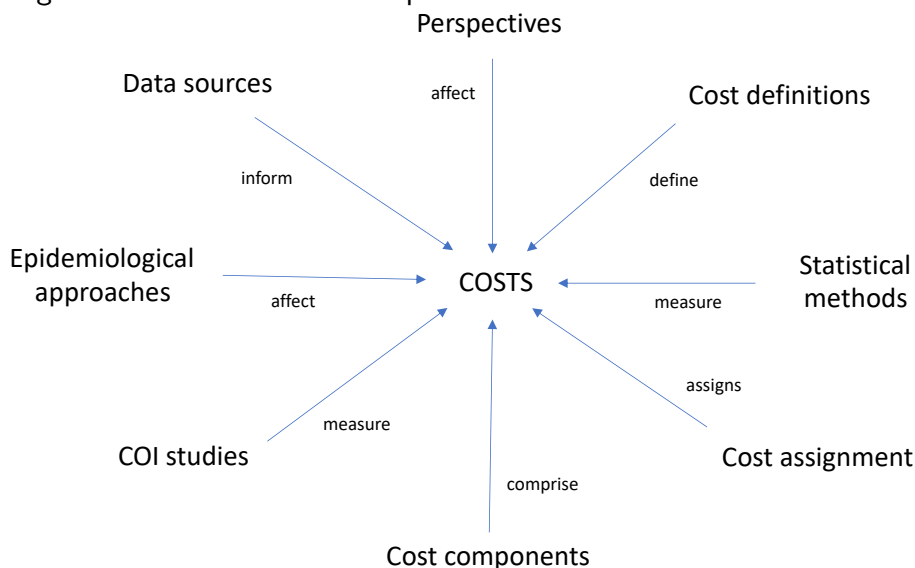 Perspectives
Data sources
affect
Cost definitions
inform
define
Epidemiological
approaches
COSTS
Statistical
methods
affect
measure
assigns
measure
COI studies
Cost assignment
comprise
Cost components